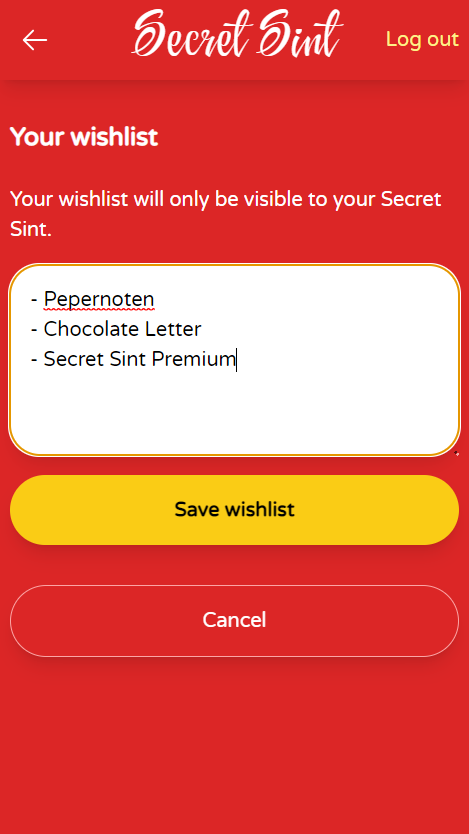 Secret Sint
Log out
Your wishlist
Your wishlist will only be visible to your Secret
Sint.
- Pepernoten
- Chocolate Letter
- Secret Sint Premium
Save wishlist
Cancel